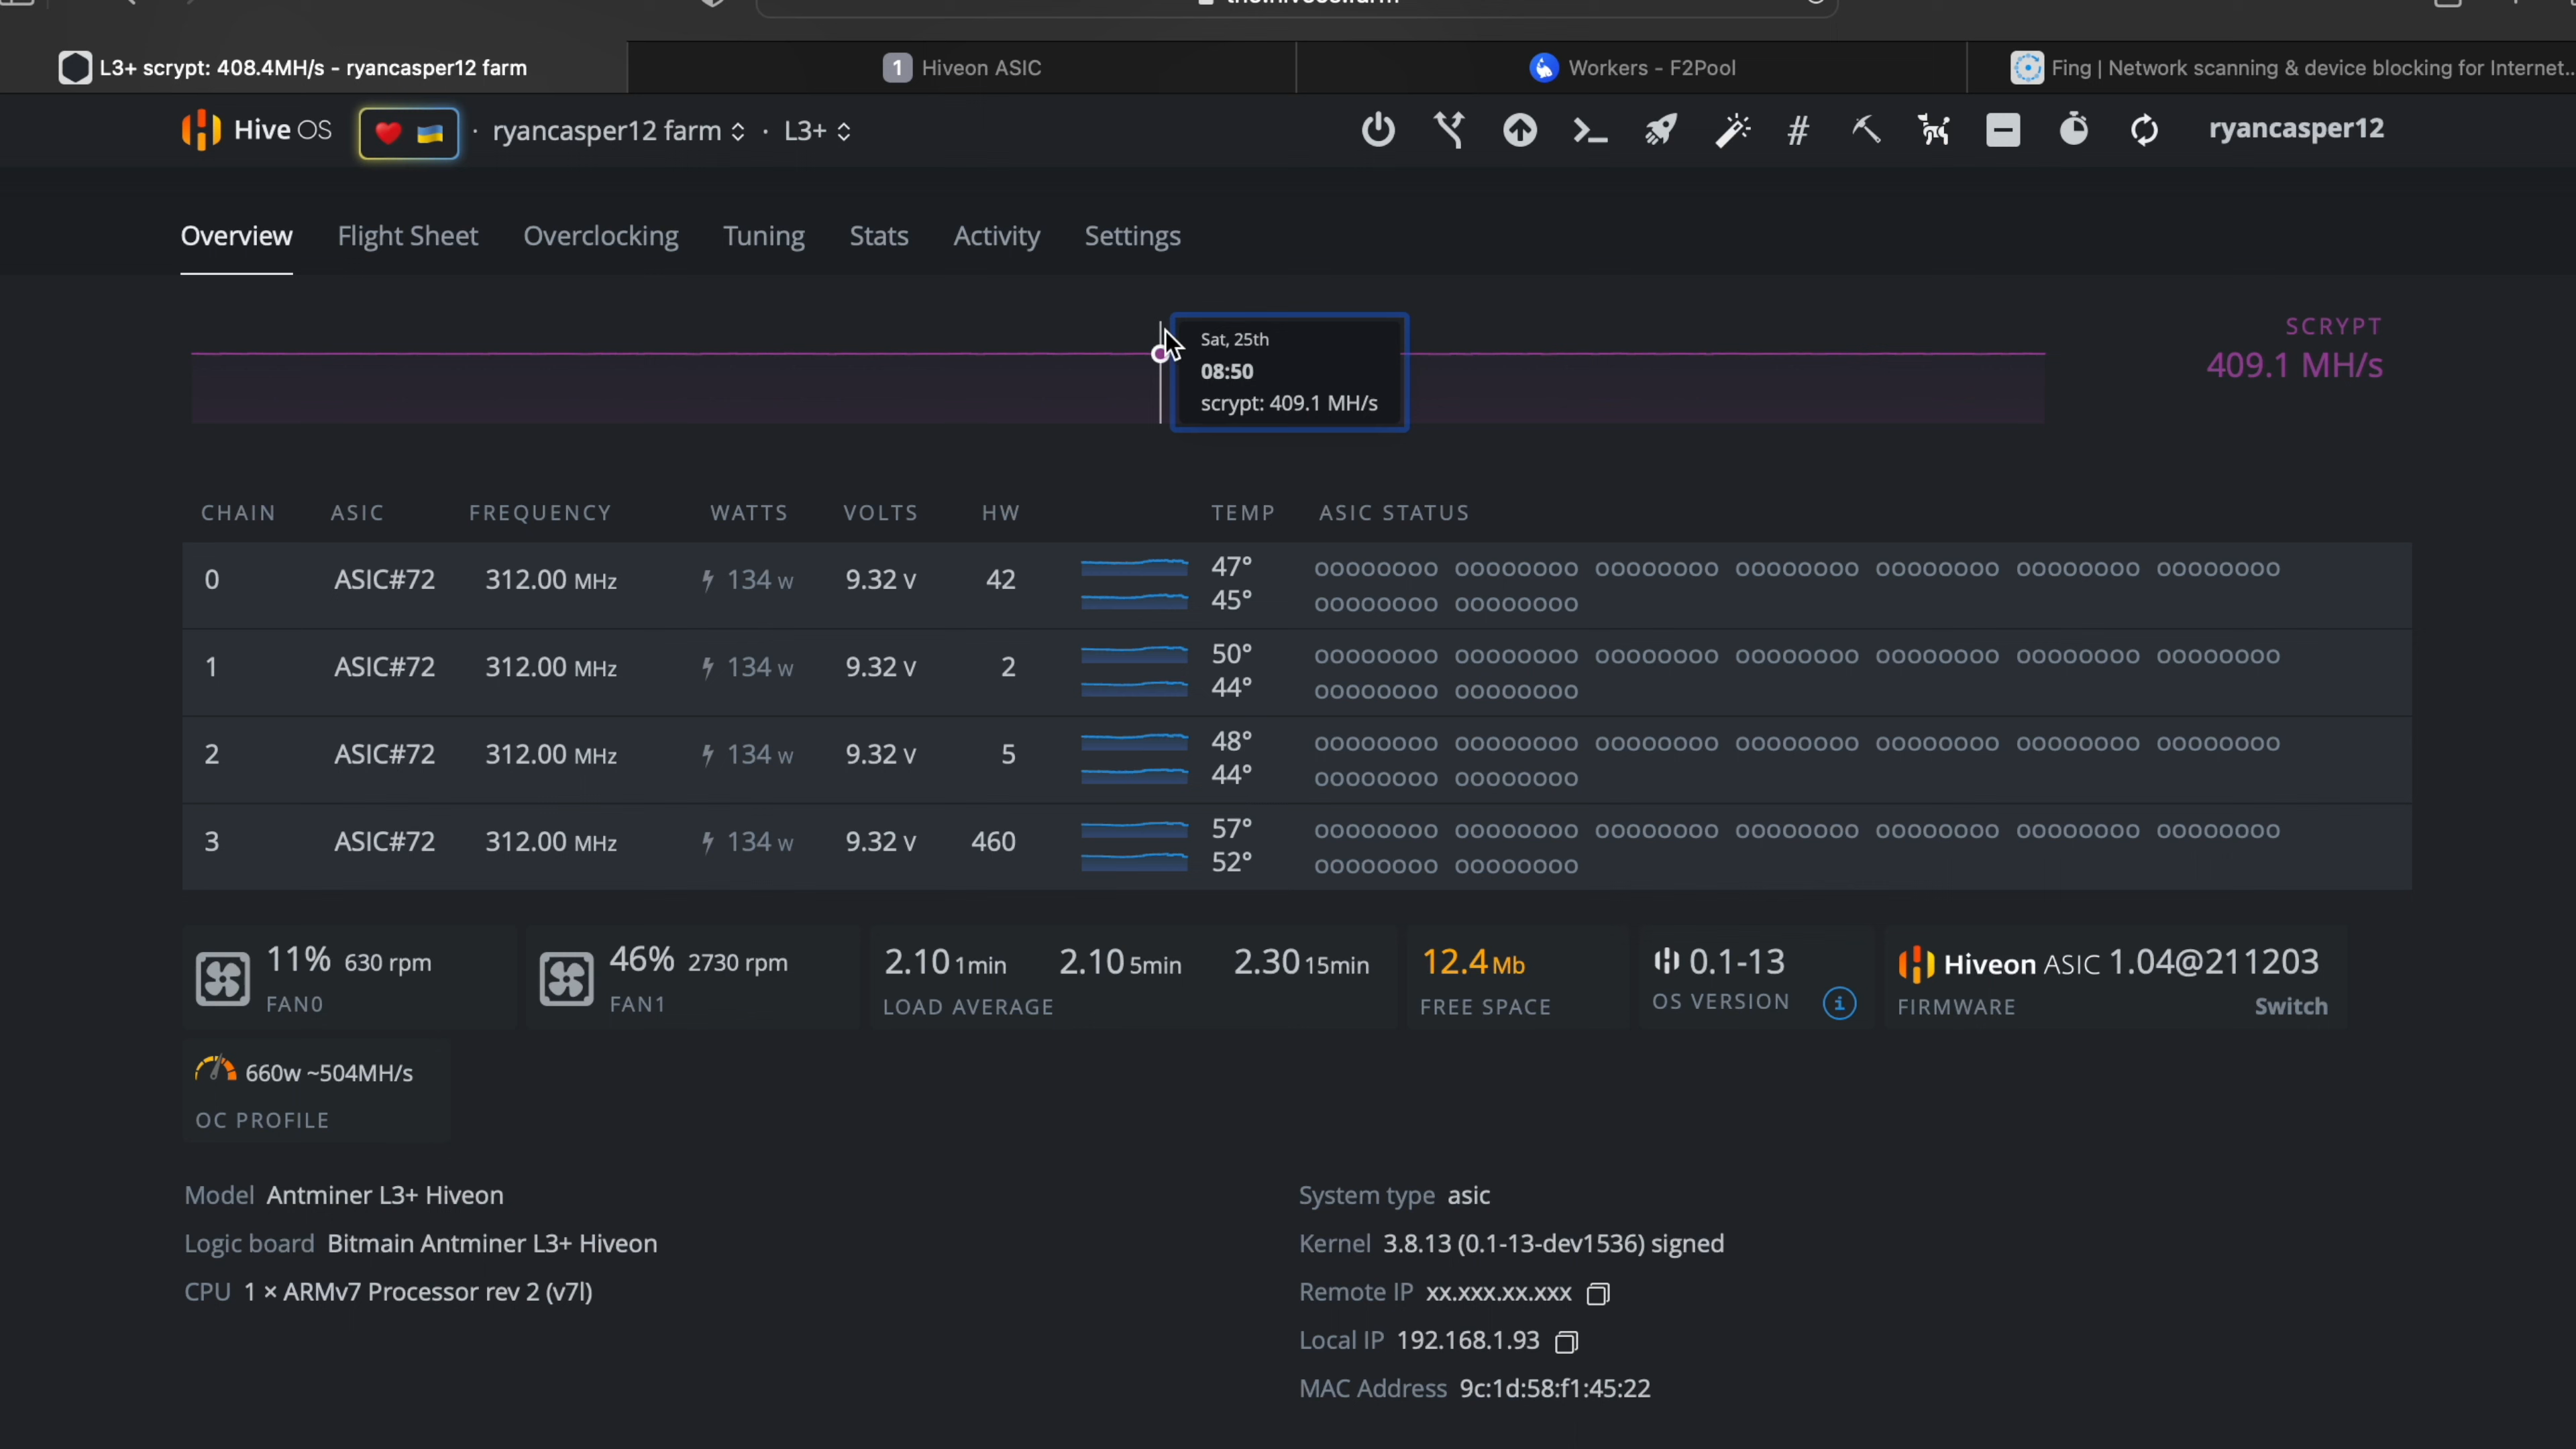 L3+ scrypt: 408.4MH/s - ryancasper12 farm
1 Hiveon ASIC
Workers - F2Pool
Fing | Network scanning & device blocking for Internet...
Hive OS · ryancasper12 farm · L3+
#
ryancasper12
Overview Flight Sheet Overclocking Tuning Stats Activity Settings
Sat, 25th
08:50
scrypt: 409.1 MH/s
SCRYPT
409.1 MH/s
CHAIN ASIC FREQUENCY WATTS VOLTS HW TEMP ASIC STATUS
0 ASIC#72 312.00 MHz 134 w 9.32 v 42 47° oooooooo oooooooo oooooooo oooooooo oooooooo oooooooo oooooooo
45° oooooooo oooooooo
1 ASIC#72 312.00 MHz 134 w 9.32 v 2 50° oooooooo oooooooo oooooooo oooooooo oooooooo oooooooo oooooooo
44° oooooooo oooooooo
2 ASIC#72 312.00 MHz 134 w 9.32 v 5 48° oooooooo oooooooo oooooooo oooooooo oooooooo oooooooo oooooooo
44° oooooooo oooooooo
3 ASIC#72 312.00 MHz 134 w 9.32 v 460 57° oooooooo oooooooo oooooooo oooooooo oooooooo oooooooo oooooooo
52° oooooooo oooooooo
11% 630 rpm
FAN0
46% 2730 rpm
FAN1
2.10 1min 2.10 5min 2.30 15min
LOAD AVERAGE
12.4 Mb
FREE SPACE
0.1-13
OS VERSION i
Hiveon ASIC 1.04@211203
FIRMWARE Switch
660w ~504MH/s
OC PROFILE
Model Antminer L3+ Hiveon
Logic board Bitmain Antminer L3+ Hiveon
CPU 1 × ARMv7 Processor rev 2 (v7l)
System type asic
Kernel 3.8.13 (0.1-13-dev1536) signed
Remote IP xx.xxx.xx.xxx
Local IP 192.168.1.93
MAC Address 9c:1d:58:f1:45:22